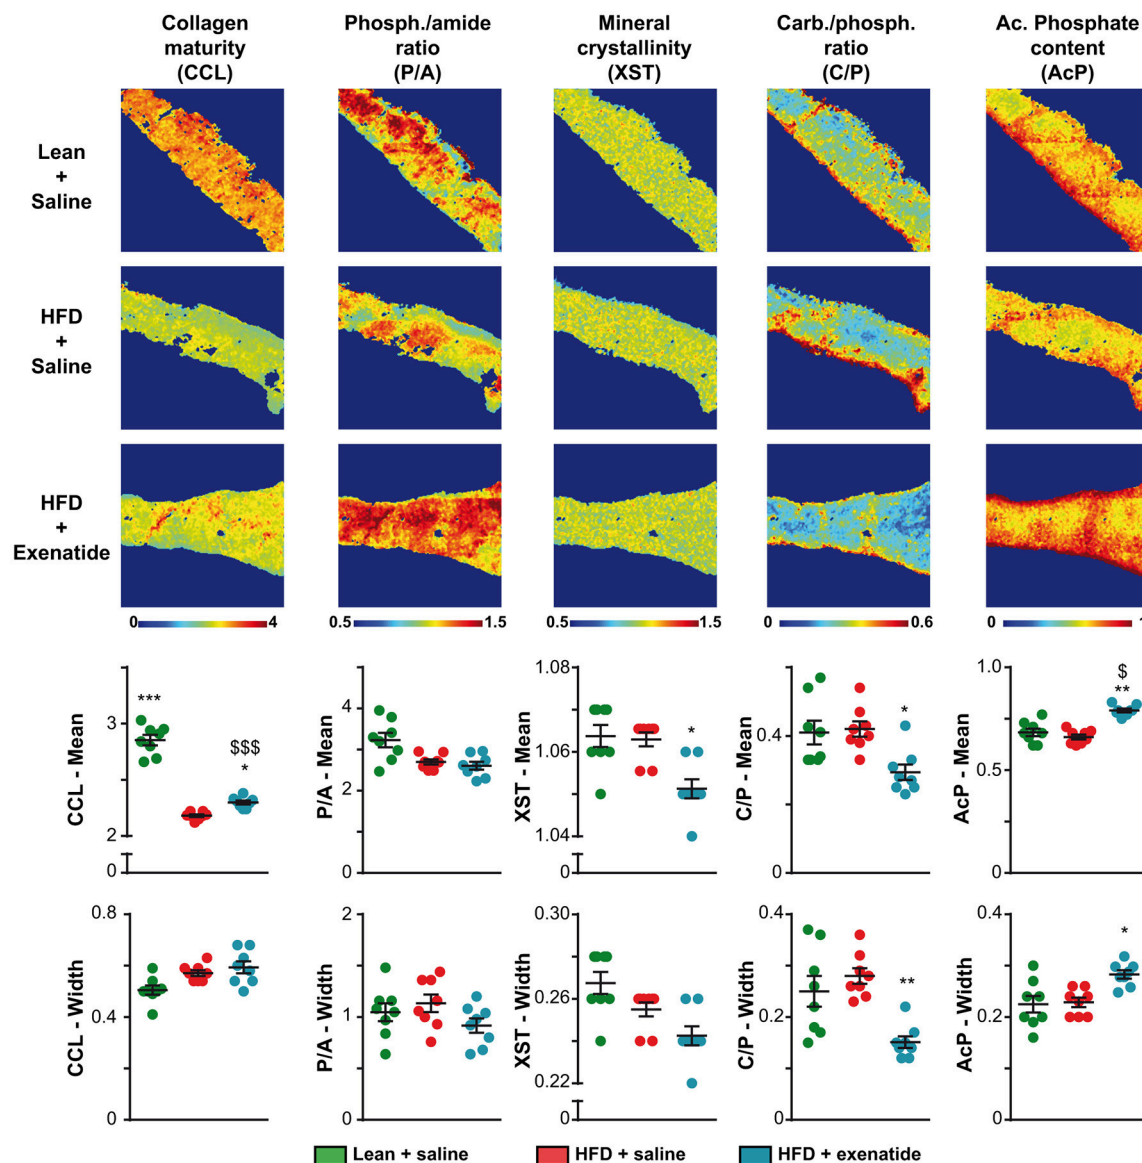 Collagen maturity (CCL)
Phosph./amide ratio (P/A)
Mineral crystallinity (XST)
Carb./phosph. ratio (C/P)
Ac. Phosphate content (AcP)
Lean + Saline
HFD + Saline
HFD + Exenatide
0 4
0.5 1.5
0.5 1.5
0 0.6
0 1
CCL - Mean
3
2
0
***
$$$
*
P/A - Mean
4
2
0
XST - Mean
1.08
1.06
1.04
0
*
C/P - Mean
0.4
0
*
AcP - Mean
1.0
0.5
0
$
**
CCL - Width
0.8
0.4
0
P/A - Width
2
1
0
XST - Width
0.30
0.26
0.22
0
C/P - Width
0.4
0.2
0
**
AcP - Width
0.4
0.2
0
*
Lean + saline
HFD + saline
HFD + exenatide